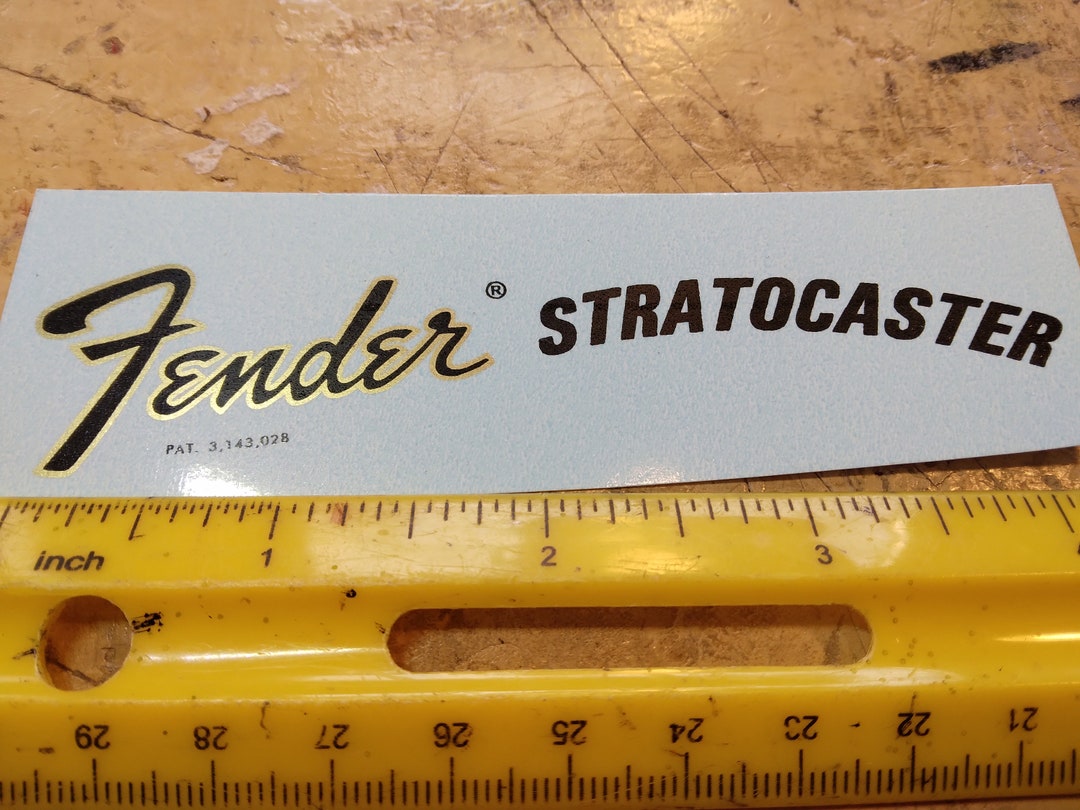 Fender® STRATOCASTER
PAT. 3,143,028
inch 1 2 3
29 28 27 26 25 24 23 22 21